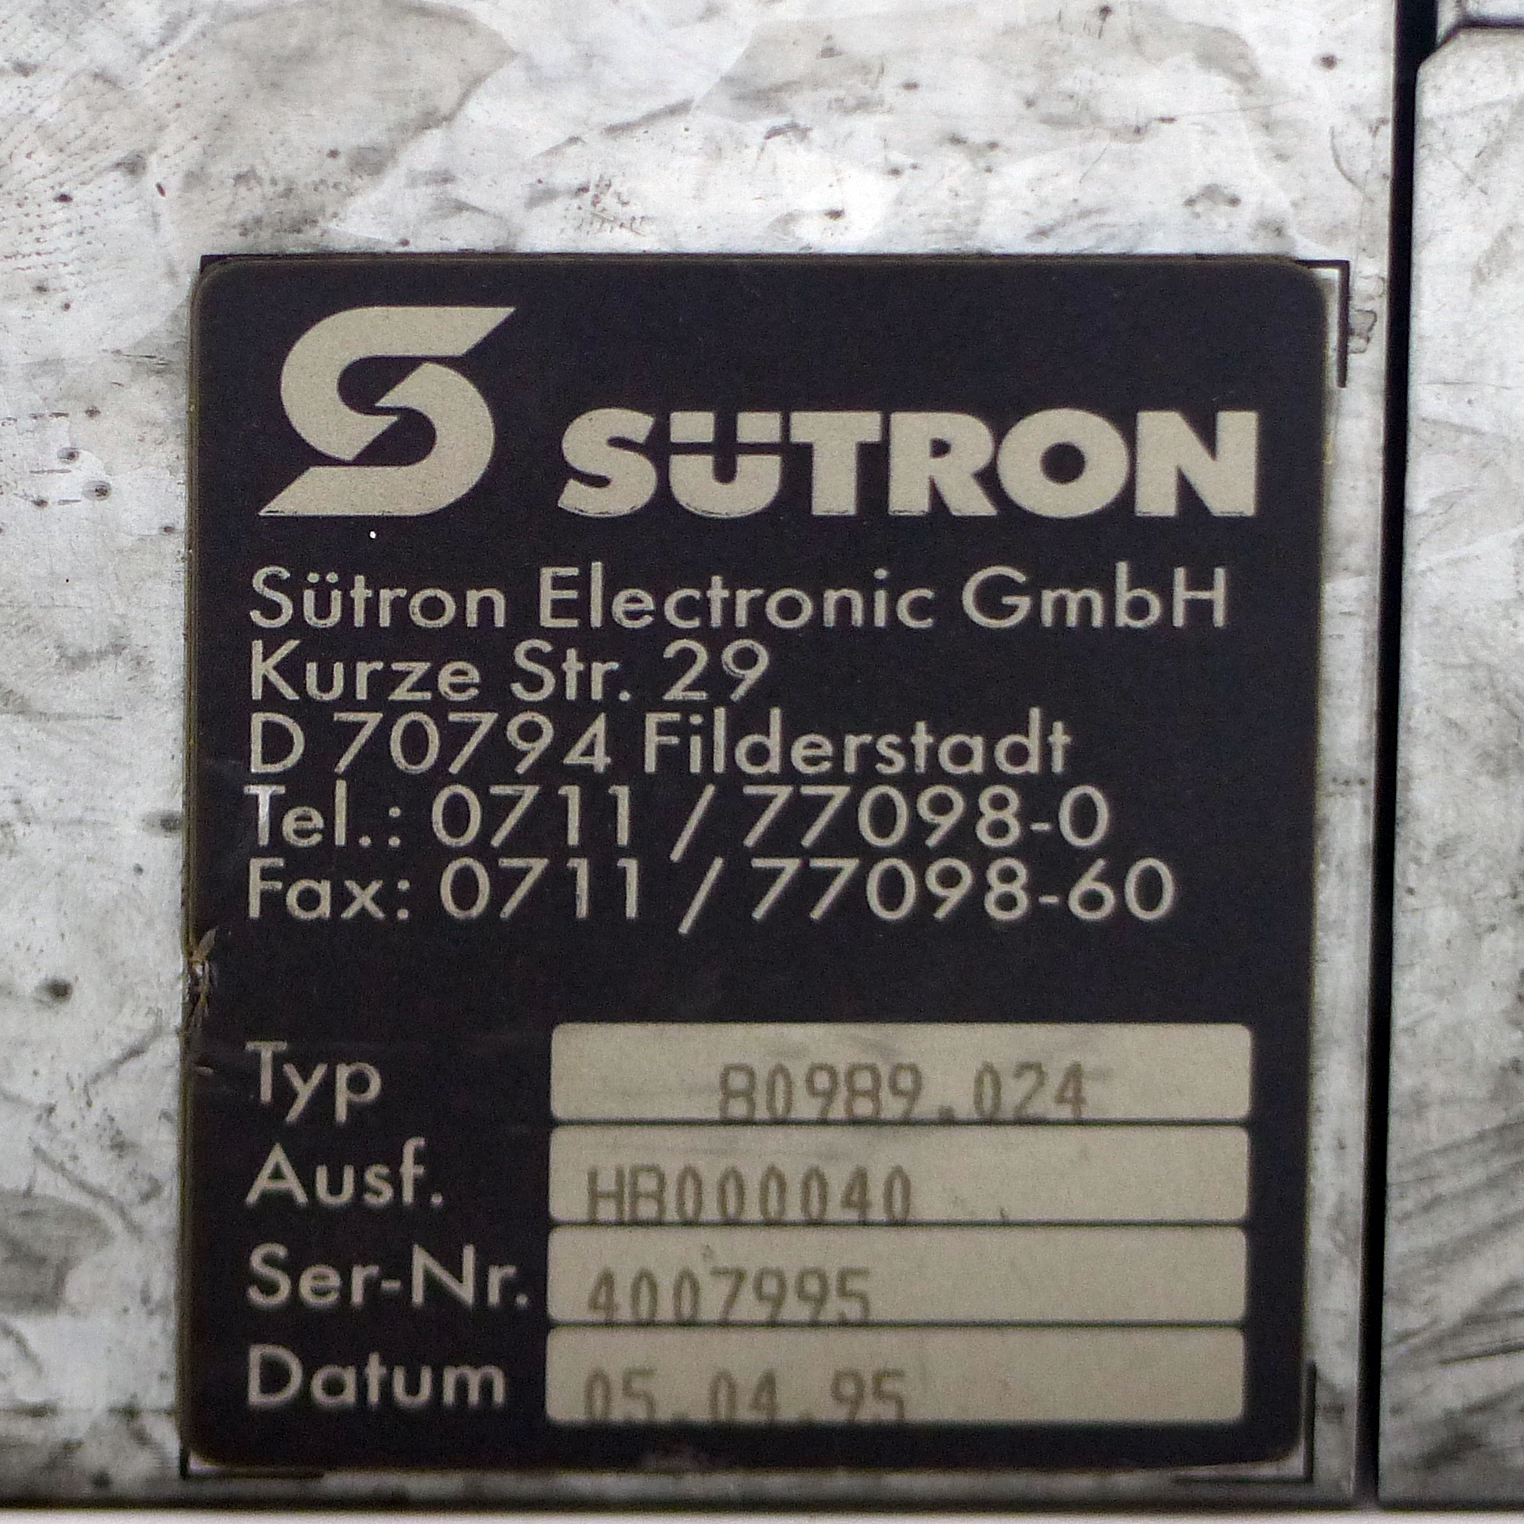 SÜTRON
Sütron Electronic GmbH
Kurze Str. 29
D 70794 Filderstadt
Tel.: 0711 / 77098-0
Fax: 0711 / 77098-60
Typ 80989.024
Ausf. HB000040
Ser-Nr. 4007995
Datum 05.04.95